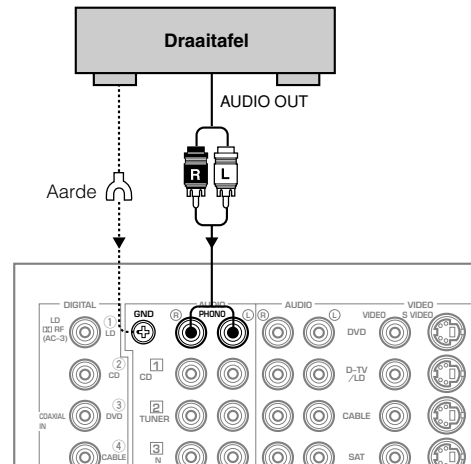 Draaitafel
AUDIO OUT
R L
Aarde
DIGITAL AUDIO AUDIO VIDEO
GND R PHONO L R L VIDEO S VIDEO
LD
RF
(AC-3)
1
LD
DVD
2
CD
1
CD
D-TV
/LD
COAXIAL
IN
3
DVD
2
TUNER
CABLE
4
CABLE
3
N
SAT